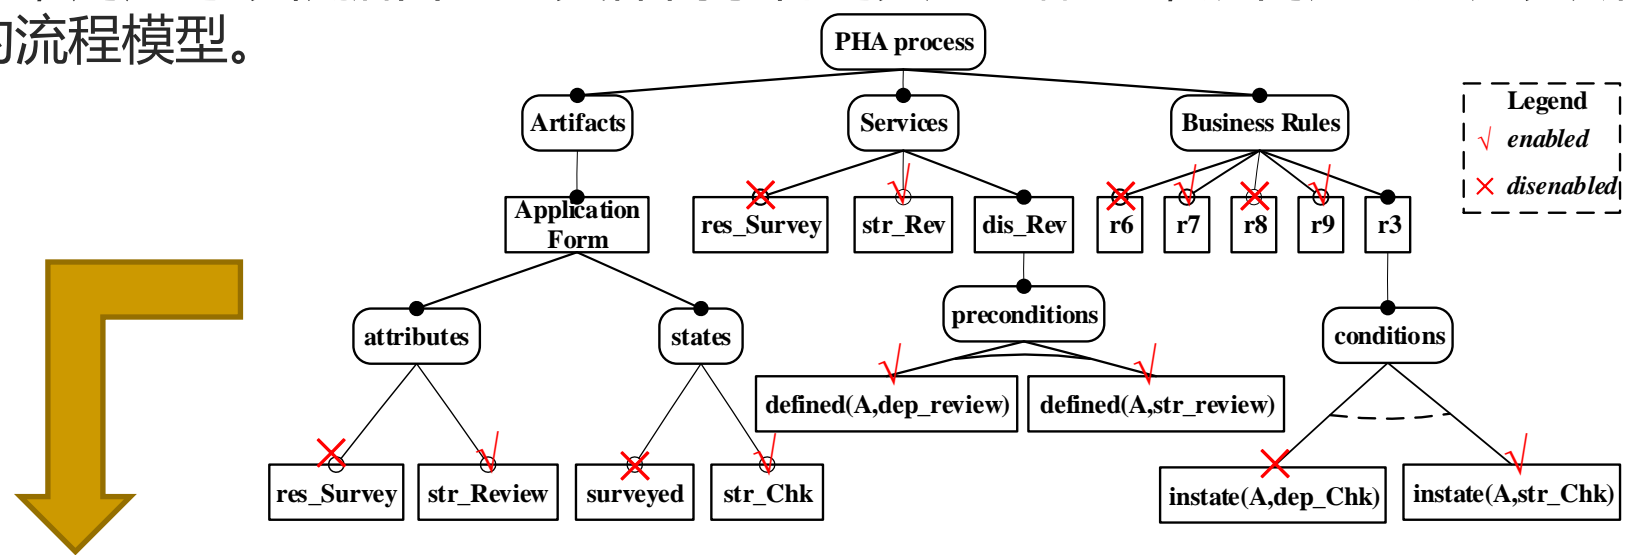 的流程模型。
PHA process
Legend
enabled
disenabled
Artifacts
Services
Business Rules
Application
Form
res_Survey
str_Rev
dis_Rev
r6
r7
r8
r9
r3
attributes
states
preconditions
conditions
defined(A,dep_review)
defined(A,str_review)
res_Survey
str_Review
surveyed
str_Chk
instate(A,dep_Chk)
instate(A,str_Chk)